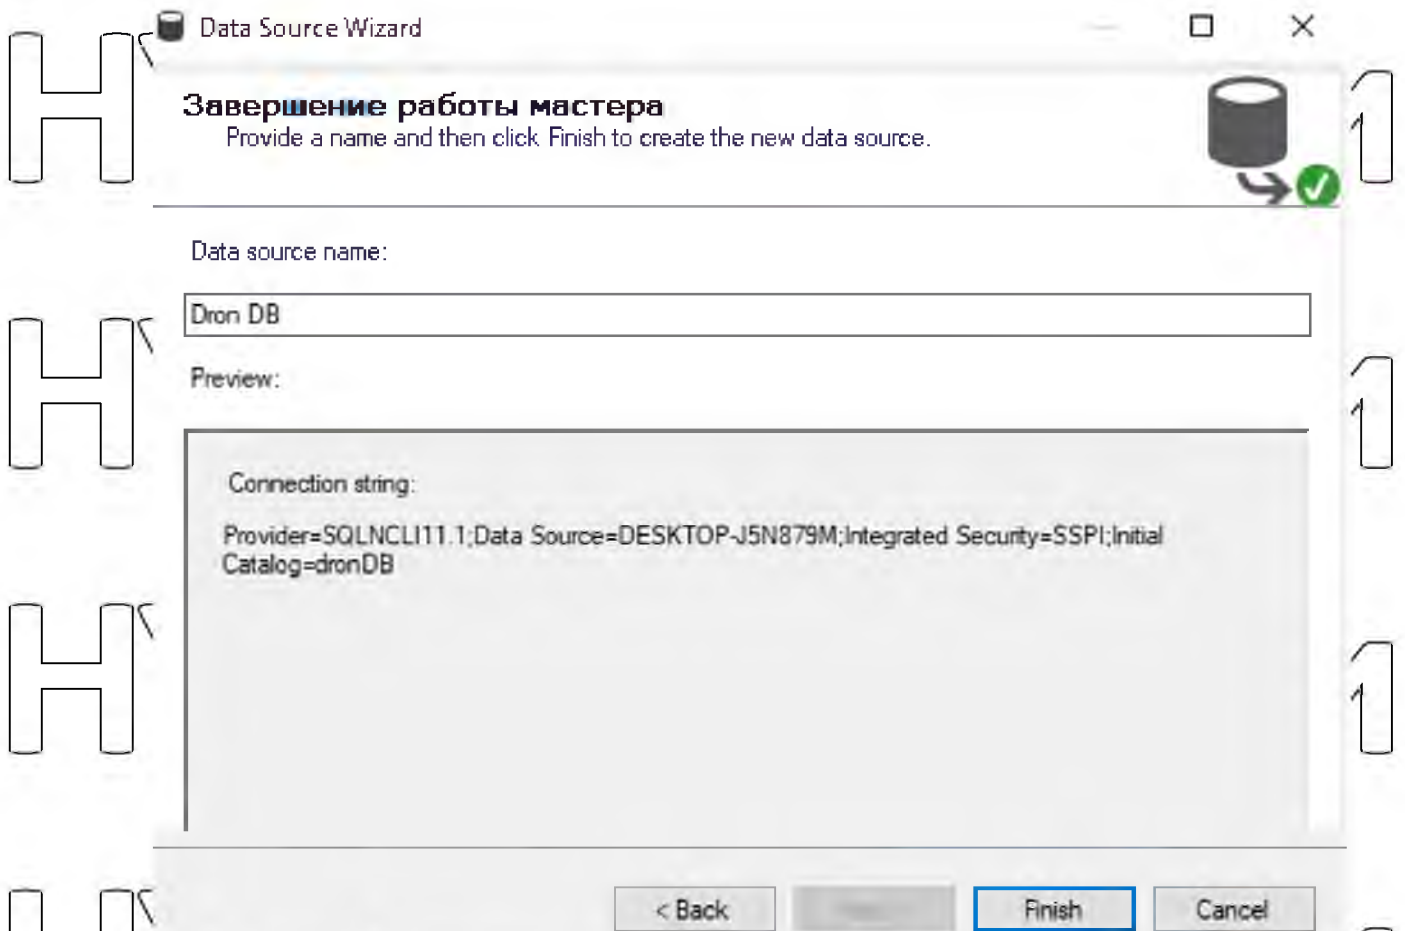 Data Source Wizard
Завершение работы мастера
Provide a name and then click Finish to create the new data source.
Data source name:
Dron DB
Preview:
Connection string:
Provider=SQLNCLI11.1;Data Source=DESKTOP-J5N879M;Integrated Security=SSPI;Initial
Catalog=dronDB
< Back
Finish
Cancel